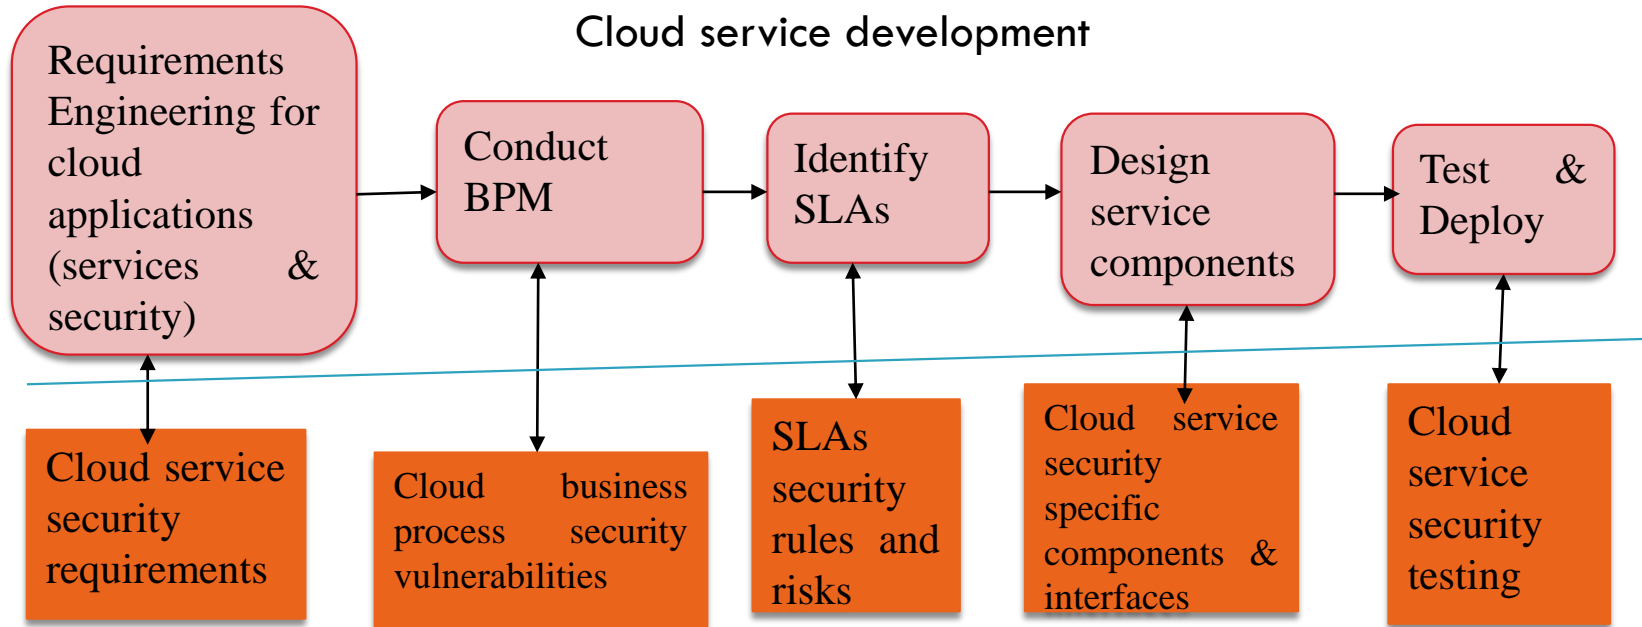 Cloud service development
Requirements
Engineering for
cloud
applications
(services &
security)
Conduct
BPM
Identify
SLAs
Design
service
components
Test &
Deploy
Cloud service
security
requirements
Cloud business
process security
vulnerabilities
SLAs
security
rules and
risks
Cloud service
security
specific
components &
interfaces
Cloud
service
security
testing